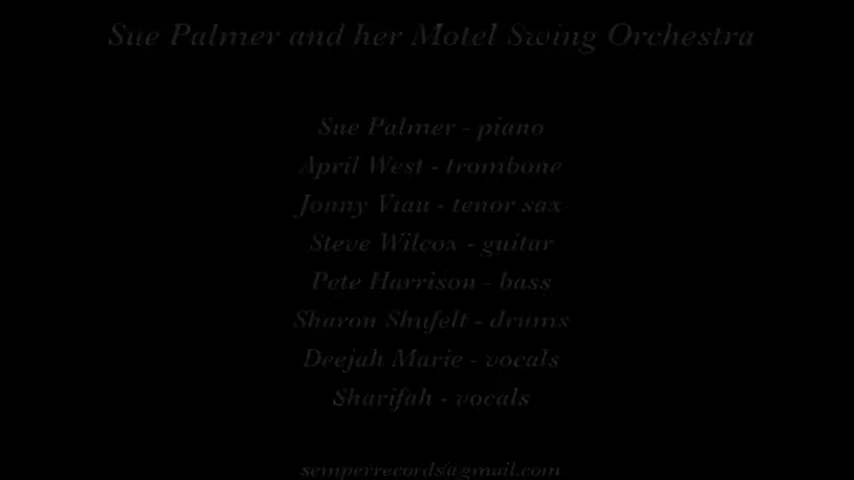 Sue Palmer and her Motel Swing Orchestra
Sue Palmer - piano
April West - trombone
Jonny Viau - tenor sax
Steve Wilcox - guitar
Pete Harrison - bass
Sharon Shufelt - drums
Deejah Marie - vocals
Sharifah - vocals
semperrecords@gmail.com